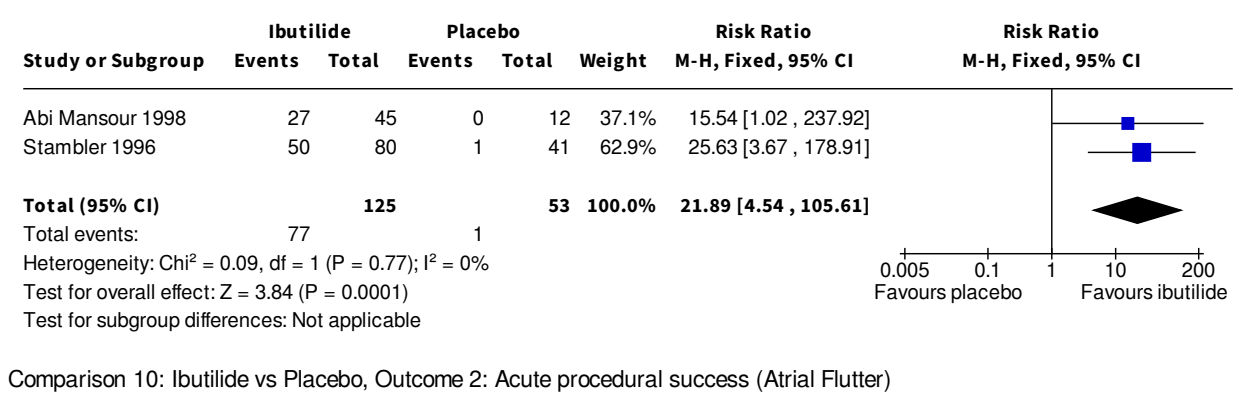 Ibutilide Placebo Risk Ratio Risk Ratio
Study or Subgroup Events Total Events Total Weight M-H, Fixed, 95% CI M-H, Fixed, 95% CI
Abi Mansour 1998 27 45 0 12 37.1% 15.54 [1.02 , 237.92]
Stambler 1996 50 80 1 41 62.9% 25.63 [3.67 , 178.91]
Total (95% CI) 125 53 100.0% 21.89 [4.54 , 105.61]
Total events: 77 1
Heterogeneity: Chi² = 0.09, df = 1 (P = 0.77); I² = 0%
Test for overall effect: Z = 3.84 (P = 0.0001)
Test for subgroup differences: Not applicable
0.005 0.1 1 10 200
Favours placebo Favours ibutilide
Comparison 10: Ibutilide vs Placebo, Outcome 2: Acute procedural success (Atrial Flutter)